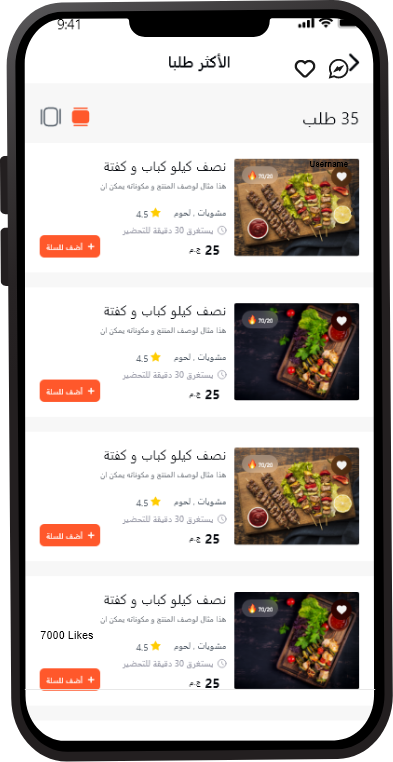 9:41
الأكثر طلبا
35 طلب
Username
70/20
نصف كيلو كباب و كفتة
هذا مثال لوصف المنتج و مكوناته يمكن ان
مشويات , لحوم 4.5
يستغرق 30 دقيقة للتحضير
25 ج.م
+ أضف للسلة
70/20
نصف كيلو كباب و كفتة
هذا مثال لوصف المنتج و مكوناته يمكن ان
مشويات , لحوم 4.5
يستغرق 30 دقيقة للتحضير
25 ج.م
+ أضف للسلة
70/20
نصف كيلو كباب و كفتة
هذا مثال لوصف المنتج و مكوناته يمكن ان
مشويات , لحوم 4.5
يستغرق 30 دقيقة للتحضير
25 ج.م
+ أضف للسلة
70/20
نصف كيلو كباب و كفتة
هذا مثال لوصف المنتج و مكوناته يمكن ان
7000 Likes
مشويات , لحوم 4.5
يستغرق 30 دقيقة للتحضير
25 ج.م
+ أضف للسلة